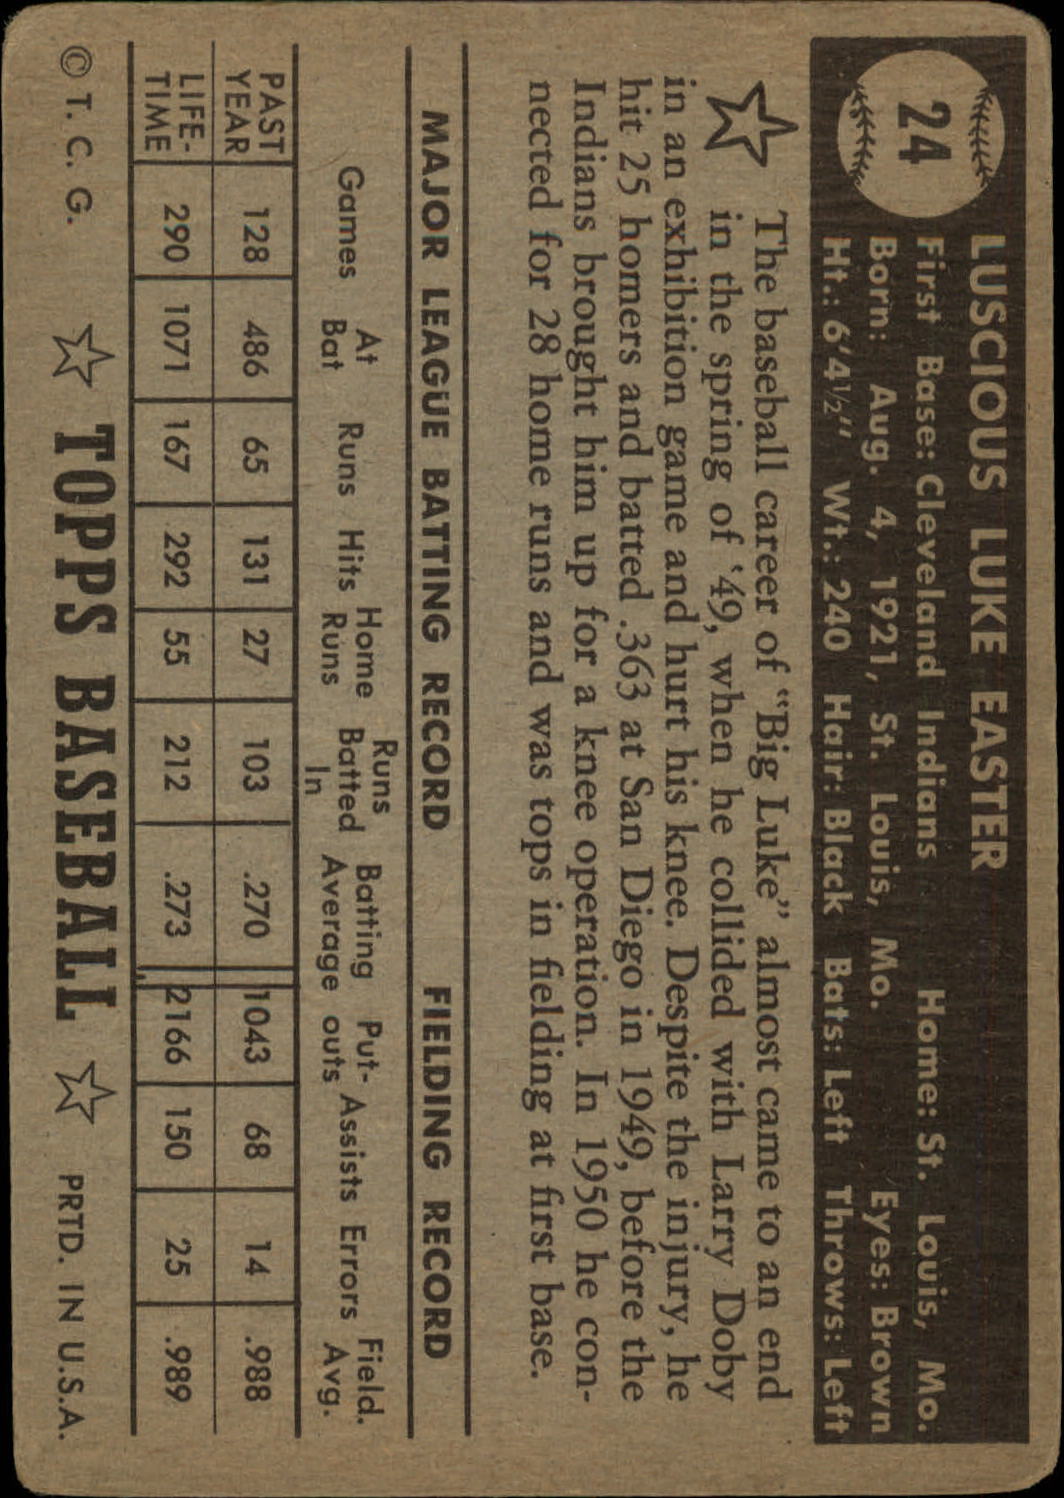 24
LUSCIOUS LUKE EASTER
First Base: Cleveland Indians Home: St. Louis, Mo.
Born: Aug. 4, 1921, St. Louis, Mo. Eyes: Brown
Ht.: 6'4½" Wt.: 240 Hair: Black Bats: Left Throws: Left
The baseball career of "Big Luke" almost came to an end
in the spring of '49, when he collided with Larry Doby
in an exhibition game and hurt his knee. Despite the injury, he
hit 25 homers and batted .363 at San Diego in 1949, before the
Indians brought him up for a knee operation. In 1950 he con-
nected for 28 home runs and was tops in fielding at first base.
MAJOR LEAGUE BATTING RECORD FIELDING RECORD
Games At Bat Runs Hits Home Runs Runs Batted In Batting Average Put-outs Assists Errors Field. Avg.
PAST YEAR 128 486 65 131 27 103 .270 1043 68 14 .988
LIFE-TIME 290 1071 167 292 55 212 .273 2166 150 25 .989
© T. C. G. ☆ TOPPS BASEBALL ☆ PRTD. IN U.S.A.